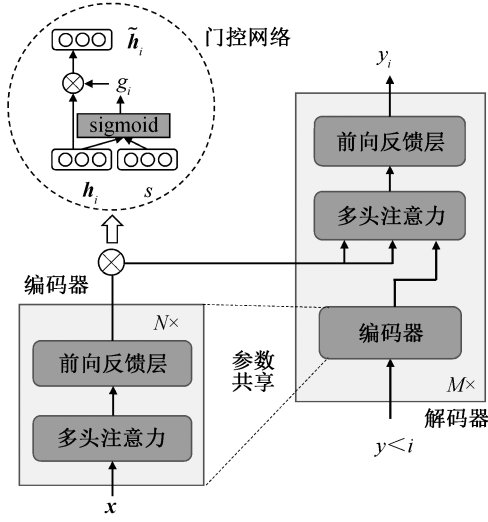 h̃i
门控网络
gi
sigmoid
hi
s
yi
前向反馈层
多头注意力
编码器
N×
前向反馈层
多头注意力
x
参数
共享
编码器
M×
解码器
y<i